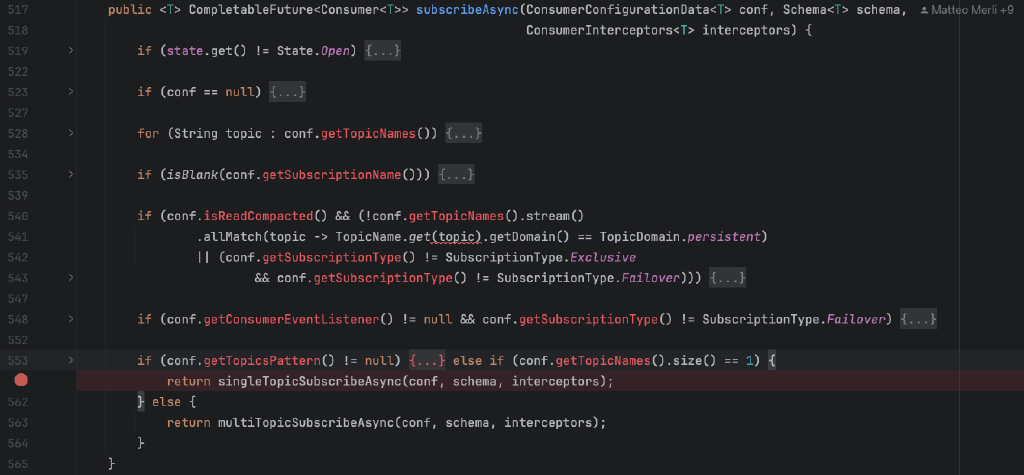 517 public <T> CompletableFuture<Consumer<T>> subscribeAsync(ConsumerConfigurationData<T> conf, Schema<T> schema, Matteo Merli +9
518 ConsumerInterceptors<T> interceptors) {
519 if (state.get() != State.Open) {...}
522
523 if (conf == null) {...}
527
528 for (String topic : conf.getTopicNames()) {...}
534
535 if (isBlank(conf.getSubscriptionName())) {...}
539
540 if (conf.isReadCompacted() && (!conf.getTopicNames().stream()
541 .allMatch(topic -> TopicName.get(topic).getDomain() == TopicDomain.persistent)
542 || (conf.getSubscriptionType() != SubscriptionType.Exclusive
543 && conf.getSubscriptionType() != SubscriptionType.Failover))) {...}
547
548 if (conf.getConsumerEventListener() != null && conf.getSubscriptionType() != SubscriptionType.Failover) {...}
552
553 if (conf.getTopicsPattern() != null) {...} else if (conf.getTopicNames().size() == 1) {
return singleTopicSubscribeAsync(conf, schema, interceptors);
562 } else {
563 return multiTopicSubscribeAsync(conf, schema, interceptors);
564 }
565 }